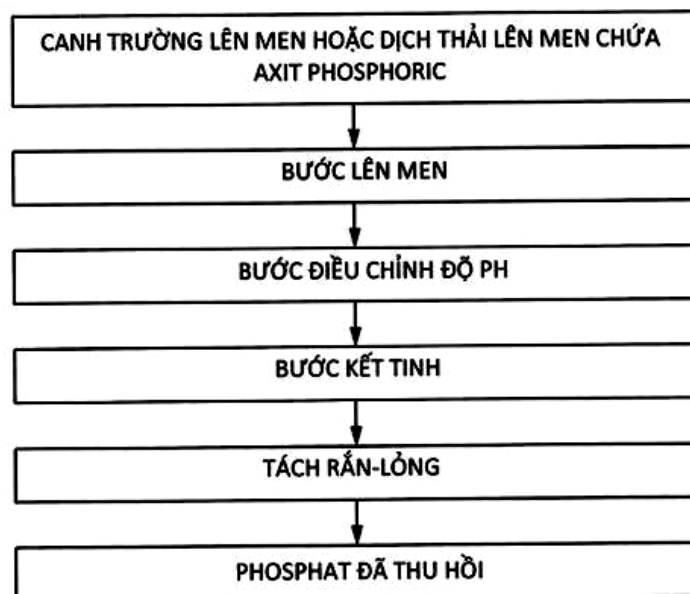 CANH TRƯỜNG LÊN MEN HOẶC DỊCH THẢI LÊN MEN CHỨA
AXIT PHOSPHORIC
BƯỚC LÊN MEN
BƯỚC ĐIỀU CHỈNH ĐỘ PH
BƯỚC KẾT TINH
TÁCH RẮN-LỎNG
PHOSPHAT ĐÃ THU HỒI